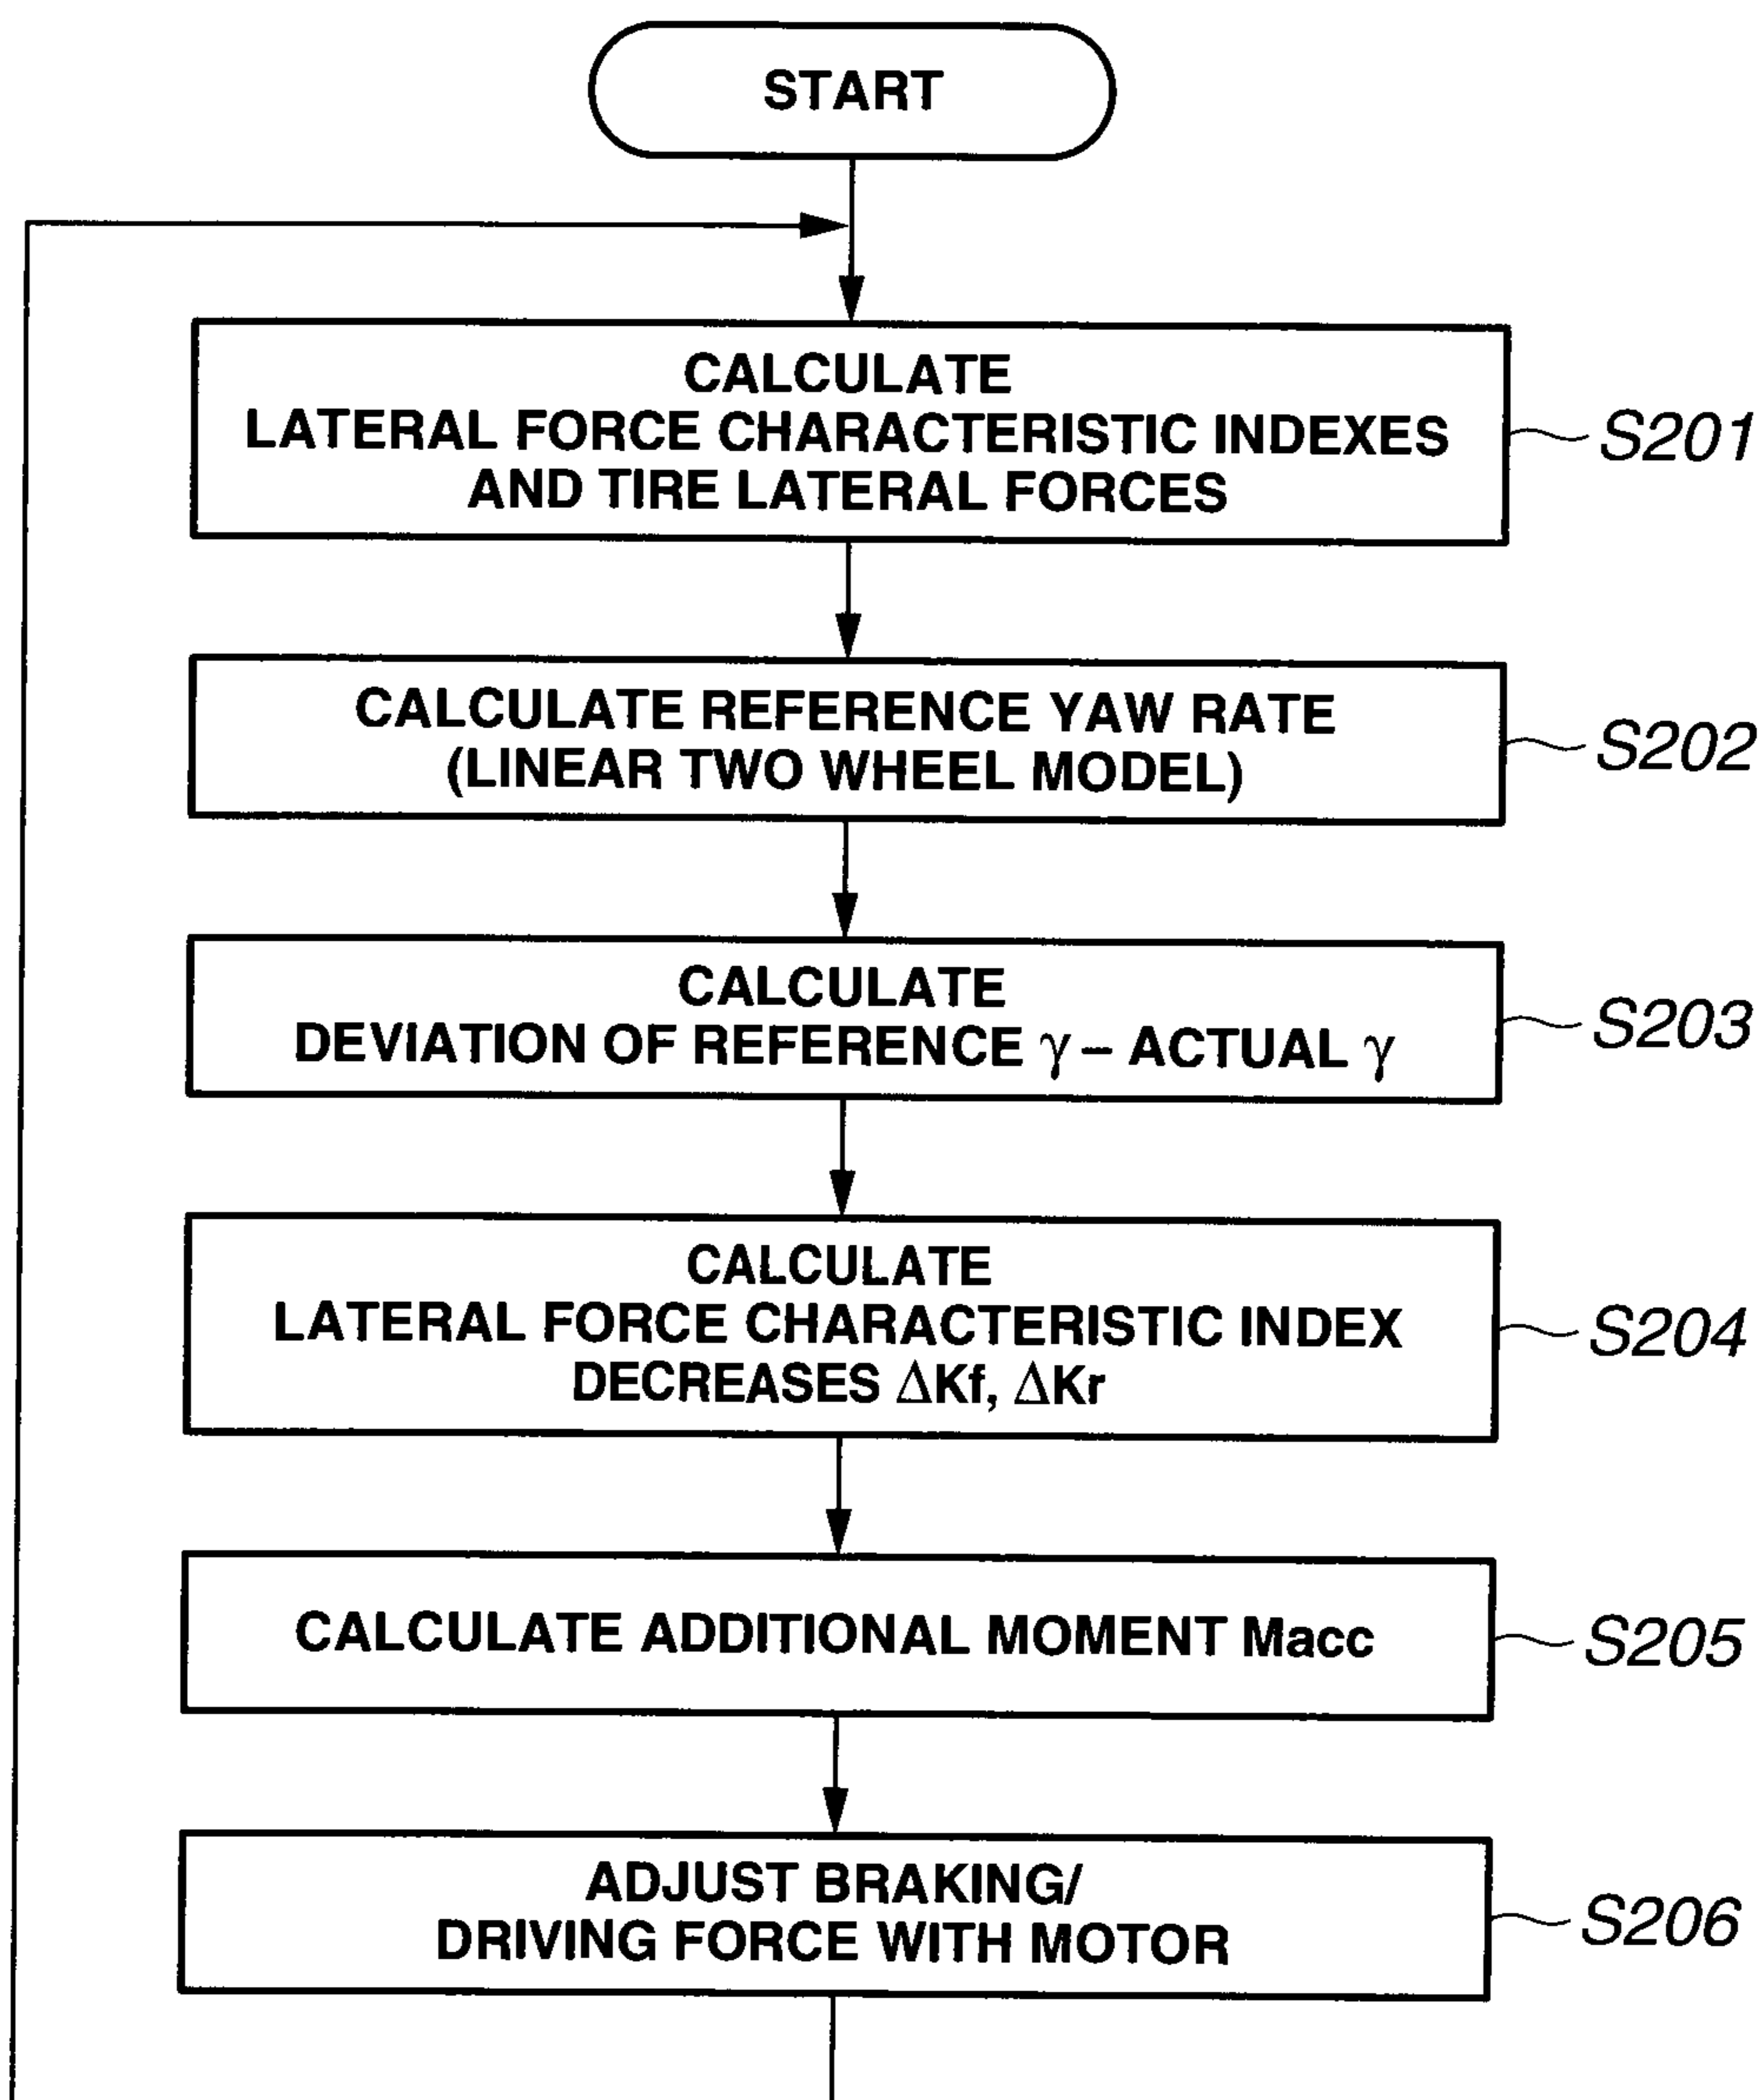 START
CALCULATE
LATERAL FORCE CHARACTERISTIC INDEXES
AND TIRE LATERAL FORCES
S201
CALCULATE REFERENCE YAW RATE
(LINEAR TWO WHEEL MODEL)
S202
CALCULATE
DEVIATION OF REFERENCE γ – ACTUAL γ
S203
CALCULATE
LATERAL FORCE CHARACTERISTIC INDEX
DECREASES ΔKf, ΔKr
S204
CALCULATE ADDITIONAL MOMENT Macc
S205
ADJUST BRAKING/
DRIVING FORCE WITH MOTOR
S206